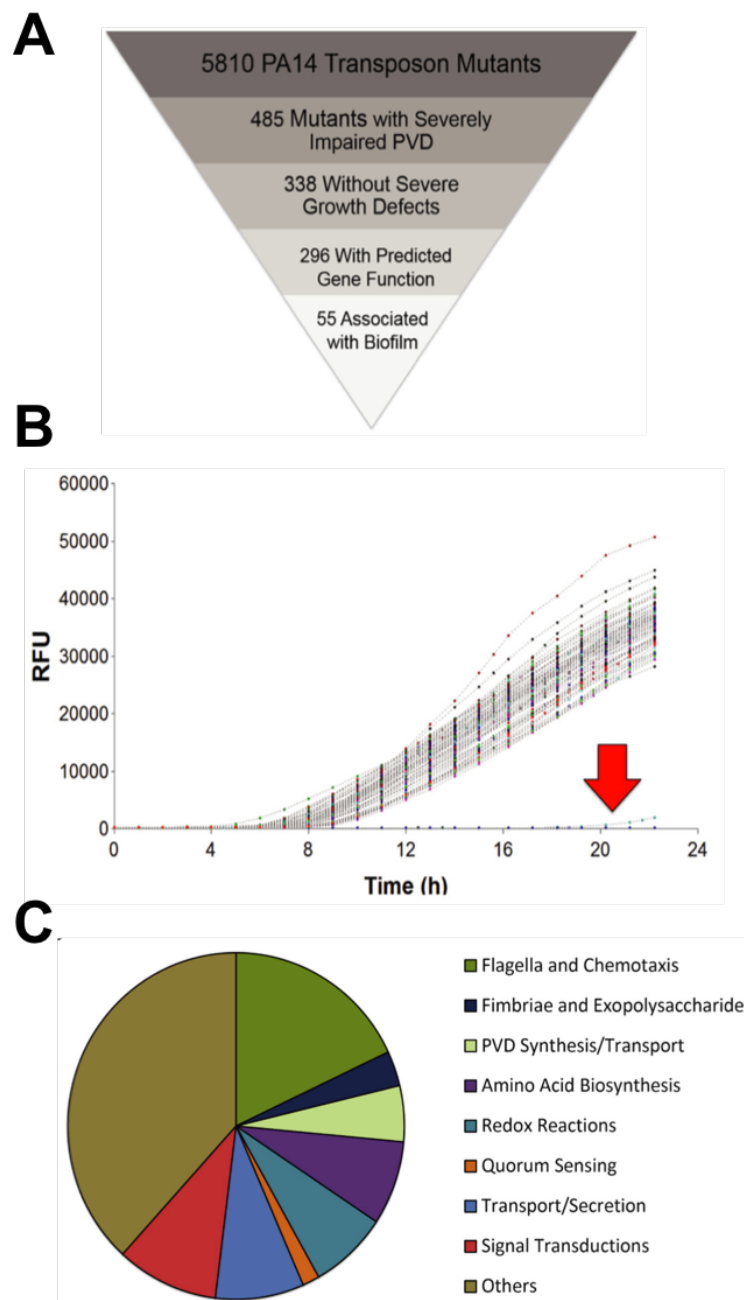 A
5810 PA14 Transposon Mutants
485 Mutants with Severely
Impaired PVD
338 Without Severe
Growth Defects
296 With Predicted
Gene Function
55 Associated
with Biofilm
B
60000
50000
40000
30000
20000
10000
0
RFU
0 4 8 12 16 20 24
Time (h)
C
Flagella and Chemotaxis
Fimbriae and Exopolysaccharide
PVD Synthesis/Transport
Amino Acid Biosynthesis
Redox Reactions
Quorum Sensing
Transport/Secretion
Signal Transductions
Others